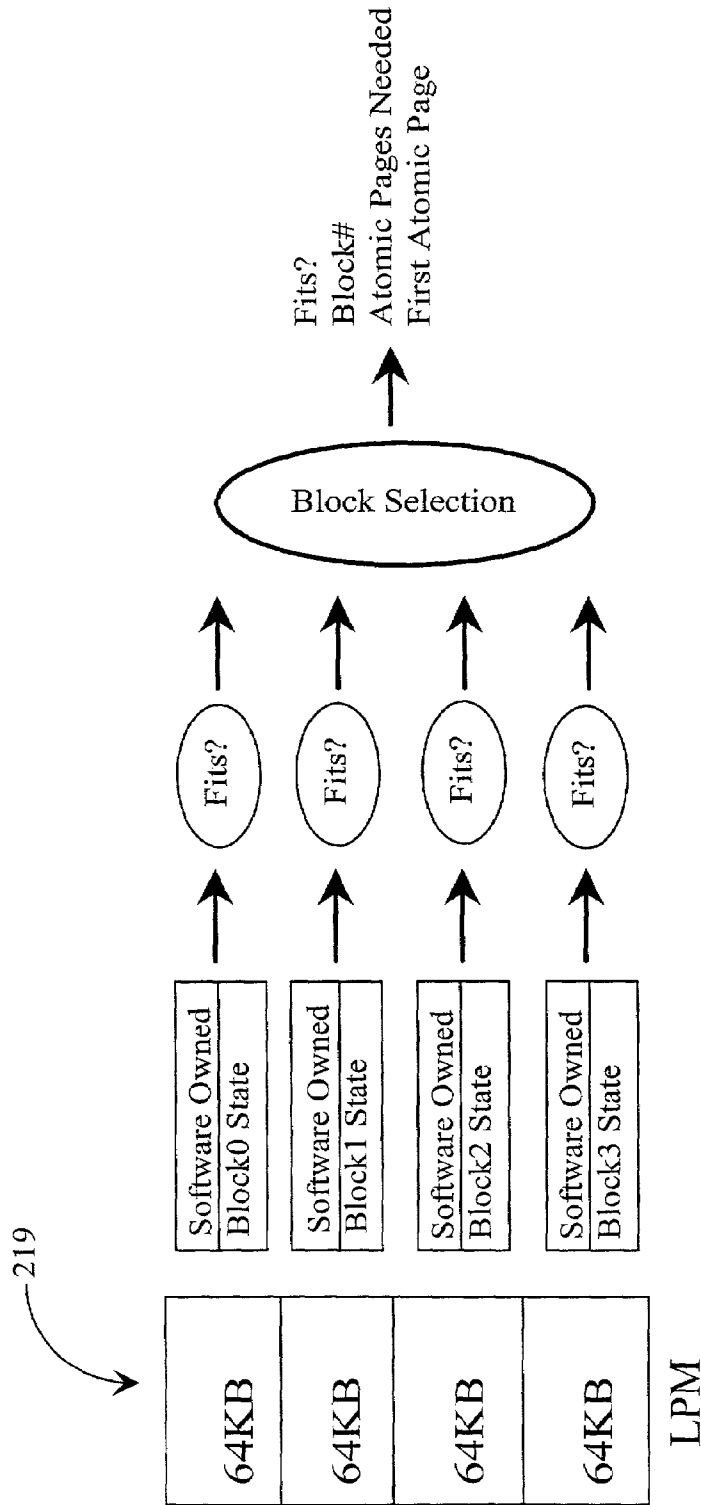 219
64KB
64KB
64KB
64KB
LPM
Software Owned
Block0 State
Software Owned
Block1 State
Software Owned
Block2 State
Software Owned
Block3 State
Fits?
Fits?
Fits?
Fits?
Block Selection
Fits?
Block#
Atomic Pages Needed
First Atomic Page